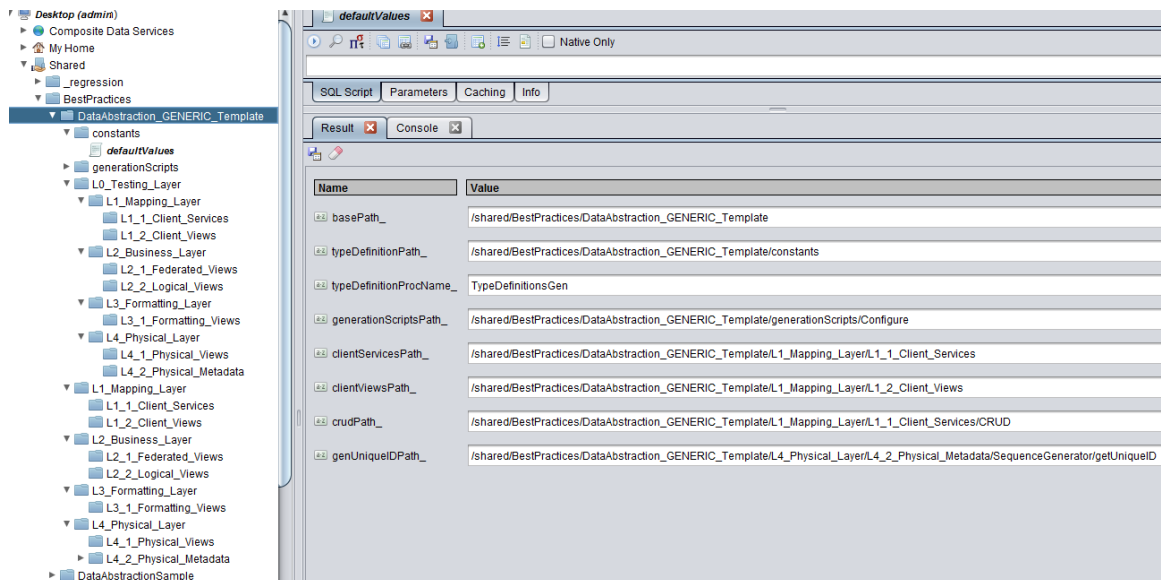 Desktop (admin)
Composite Data Services
My Home
Shared
_regression
BestPractices
DataAbstraction_GENERIC_Template
constants
defaultValues
generationScripts
L0_Testing_Layer
L1_Mapping_Layer
L1_1_Client_Services
L1_2_Client_Views
L2_Business_Layer
L2_1_Federated_Views
L2_2_Logical_Views
L3_Formatting_Layer
L3_1_Formatting_Views
L4_Physical_Layer
L4_1_Physical_Views
L4_2_Physical_Metadata
L1_Mapping_Layer
L1_1_Client_Services
L1_2_Client_Views
L2_Business_Layer
L2_1_Federated_Views
L2_2_Logical_Views
L3_Formatting_Layer
L3_1_Formatting_Views
L4_Physical_Layer
L4_1_Physical_Views
L4_2_Physical_Metadata
DataAbstractionSample
defaultValues
Native Only
SQL Script Parameters Caching Info
Result Console
Name Value
basePath_ /shared/BestPractices/DataAbstraction_GENERIC_Template
typeDefinitionPath_ /shared/BestPractices/DataAbstraction_GENERIC_Template/constants
typeDefinitionProcName_ TypeDefinitionsGen
generationScriptsPath_ /shared/BestPractices/DataAbstraction_GENERIC_Template/generationScripts/Configure
clientServicesPath_ /shared/BestPractices/DataAbstraction_GENERIC_Template/L1_Mapping_Layer/L1_1_Client_Services
clientViewsPath_ /shared/BestPractices/DataAbstraction_GENERIC_Template/L1_Mapping_Layer/L1_2_Client_Views
crudPath_ /shared/BestPractices/DataAbstraction_GENERIC_Template/L1_Mapping_Layer/L1_1_Client_Services/CRUD
genUniqueIDPath_ /shared/BestPractices/DataAbstraction_GENERIC_Template/L4_Physical_Layer/L4_2_Physical_Metadata/SequenceGenerator/getUniqueID